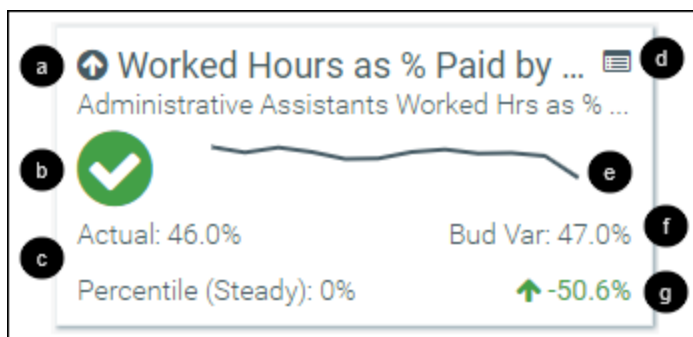 a Worked Hours as % Paid by ... d
Administrative Assistants Worked Hrs as % ...
b e
Actual: 46.0% Bud Var: 47.0% f
c
Percentile (Steady): 0% -50.6% g